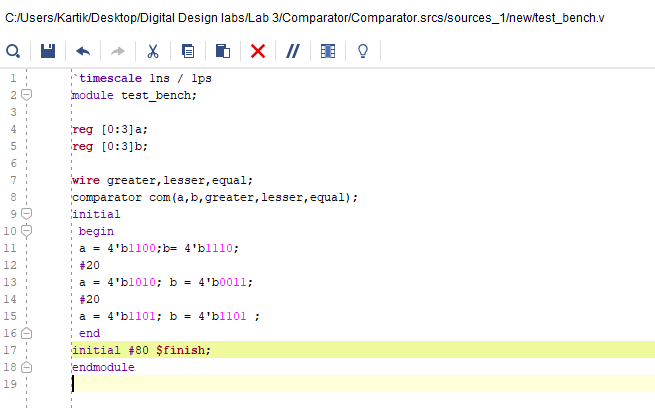 C:/Users/Kartik/Desktop/Digital Design labs/Lab 3/Comparator/Comparator.srcs/sources_1/new/test_bench.v
1 `timescale 1ns / 1ps
2 module test_bench;
3
4 reg [0:3]a;
5 reg [0:3]b;
6
7 wire greater,lesser,equal;
8 comparator com(a,b,greater,lesser,equal);
9 initial
10 begin
11 a = 4'b1100;b= 4'b1110;
12 #20
13 a = 4'b1010; b = 4'b0011;
14 #20
15 a = 4'b1101; b = 4'b1101 ;
16 end
17 initial #80 $finish;
18 endmodule
19